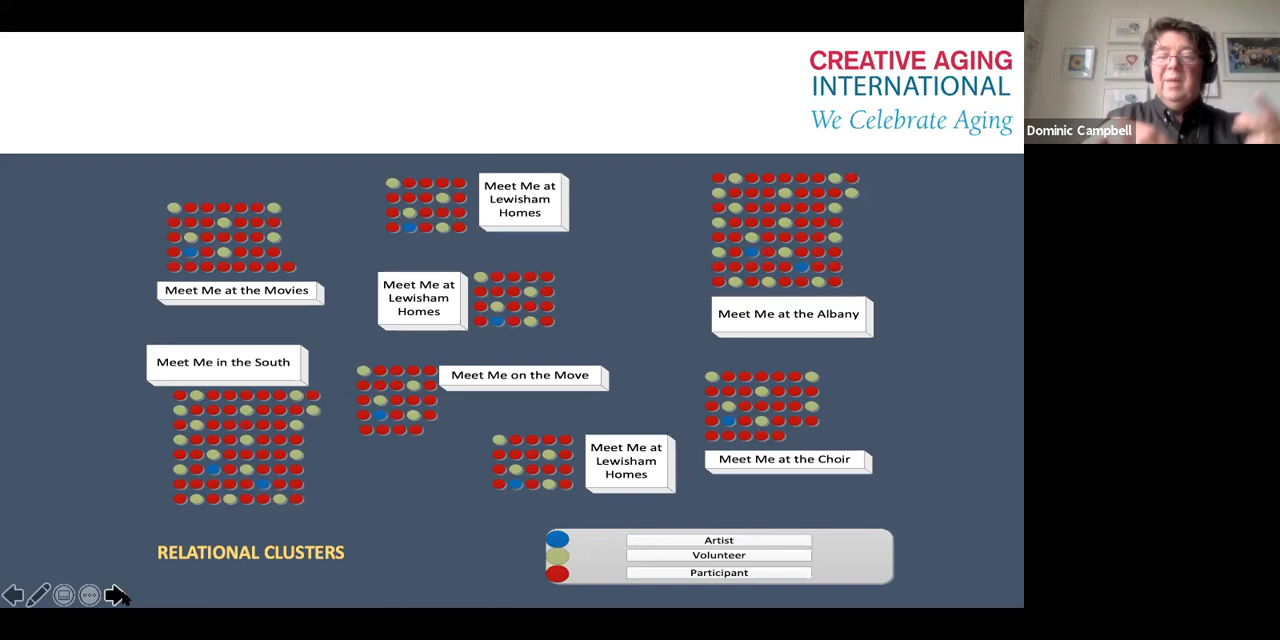 CREATIVE AGING
INTERNATIONAL
We Celebrate Aging
Dominic Campbell
Meet Me at
Lewisham
Homes
Meet Me at the Movies
Meet Me at
Lewisham
Homes
Meet Me at the Albany
Meet Me in the South
Meet Me on the Move
Meet Me at
Lewisham
Homes
Meet Me at the Choir
RELATIONAL CLUSTERS
Artist
Volunteer
Participant